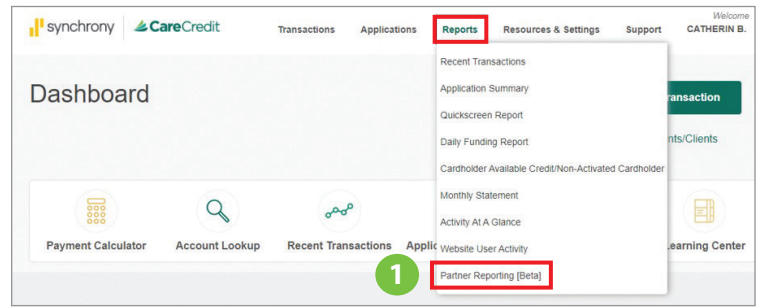 synchrony CareCredit Transactions Applications Reports Resources & Settings Support Welcome
CATHERIN B.
Recent Transactions
Dashboard
Application Summary
ansaction
Quickscreen Report
Daily Funding Report
nts/Clients
Cardholder Available Credit/Non-Activated Cardholder
Monthly Statement
Activity At A Glance
Payment Calculator Account Lookup Recent Transactions Applic Website User Activity earning Center
1 Partner Reporting [Beta]